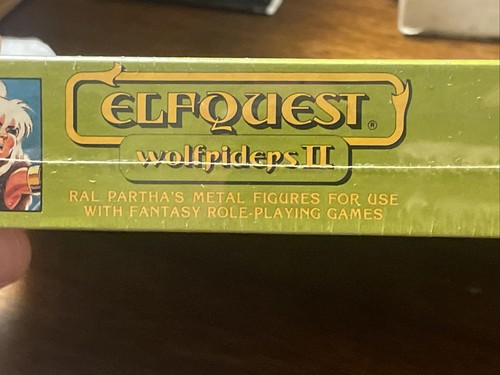 ELFQUEST®
wolfriders II
RAL PARTHA'S METAL FIGURES FOR USE
WITH FANTASY ROLE-PLAYING GAMES